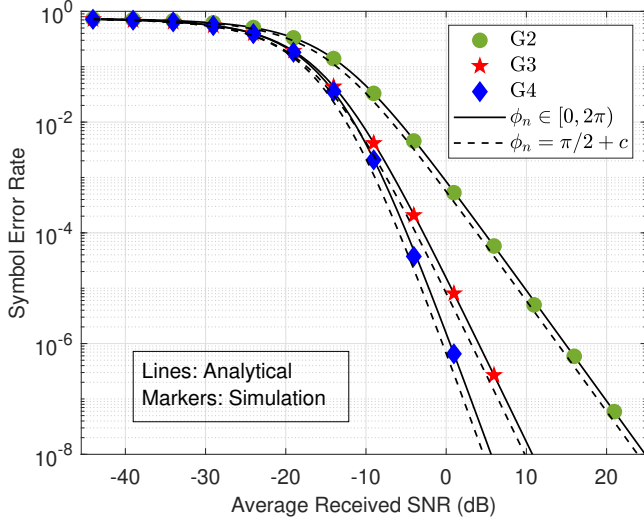 10^0
10^-2
10^-4
10^-6
10^-8
Symbol Error Rate
G2
G3
G4
ϕ_n ∈ [0, 2π)
ϕ_n = π/2 + c
Lines: Analytical
Markers: Simulation
-40 -30 -20 -10 0 10 20
Average Received SNR (dB)